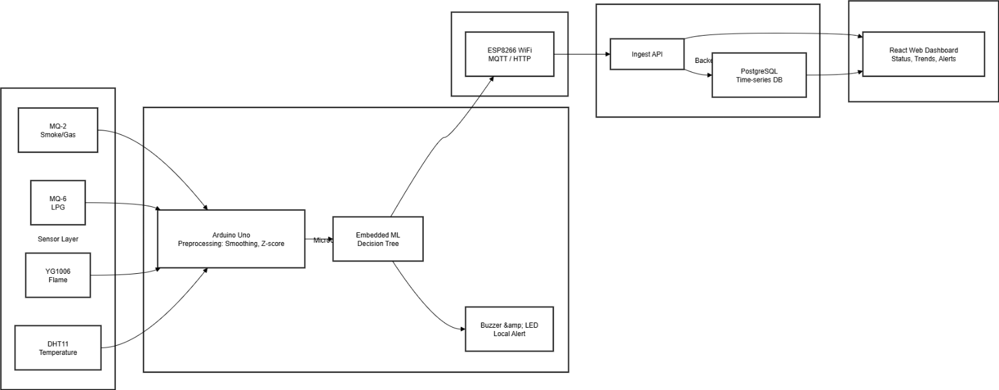 MQ-2
Smoke/Gas
MQ-6
LPG
Sensor Layer
YG1006
Flame
DHT11
Temperature
Arduino Uno
Preprocessing: Smoothing, Z-score
Embedded ML
Decision Tree
Buzzer &amp; LED
Local Alert
ESP8266 WiFi
MQTT / HTTP
Ingest API
PostgreSQL
Time-series DB
React Web Dashboard
Status, Trends, Alerts